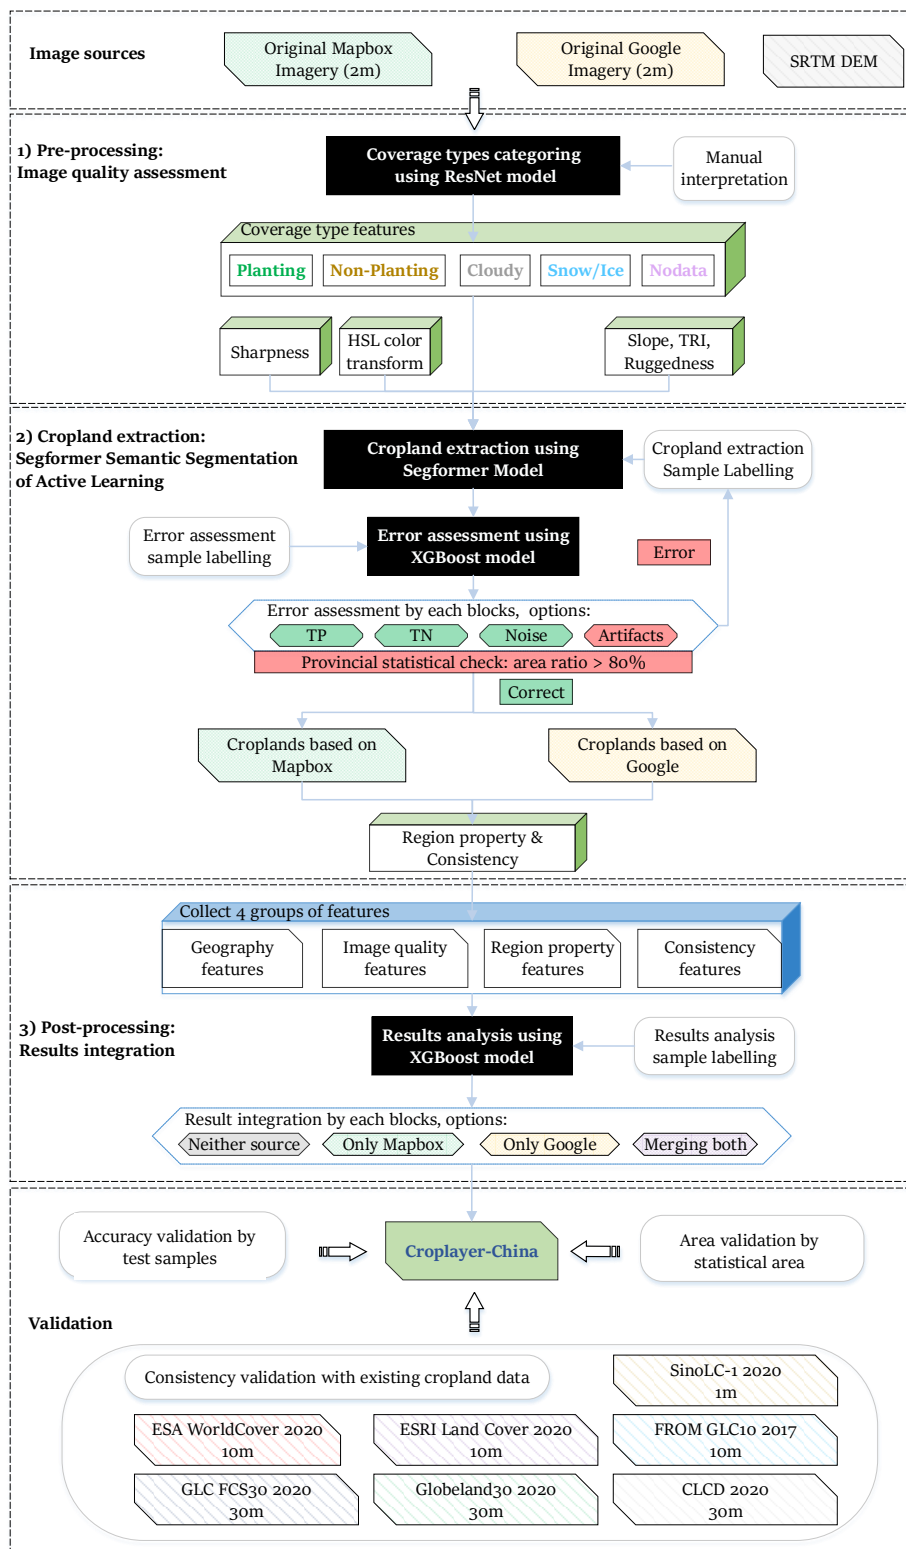 Image sources
Original Mapbox
Imagery (2m)
Original Google
Imagery (2m)
SRTM DEM
1) Pre-processing:
Image quality assessment
Coverage types categoring
using ResNet model
Manual
interpretation
Coverage type features
Planting
Non-Planting
Cloudy
Snow/Ice
Nodata
Sharpness
HSL color
transform
Slope, TRI,
Ruggedness
2) Cropland extraction:
Segformer Semantic Segmentation
of Active Learning
Cropland extraction using
Segformer Model
Cropland extraction
Sample Labelling
Error assessment
sample labelling
Error assessment using
XGBoost model
Error
Error assessment by each blocks, options:
TP
TN
Noise
Artifacts
Provincial statistical check: area ratio > 80%
Correct
Croplands based on
Mapbox
Croplands based on
Google
Region property &
Consistency
Collect 4 groups of features
Geography
features
Image quality
features
Region property
features
Consistency
features
3) Post-processing:
Results integration
Results analysis using
XGBoost model
Results analysis
sample labelling
Result integration by each blocks, options:
Neither source
Only Mapbox
Only Google
Merging both
Accuracy validation by
test samples
Croplayer-China
Area validation by
statistical area
Validation
Consistency validation with existing cropland data
SinoLC-1 2020
1m
ESA WorldCover 2020
10m
ESRI Land Cover 2020
10m
FROM GLC10 2017
10m
GLC FCS30 2020
30m
Globeland30 2020
30m
CLCD 2020
30m